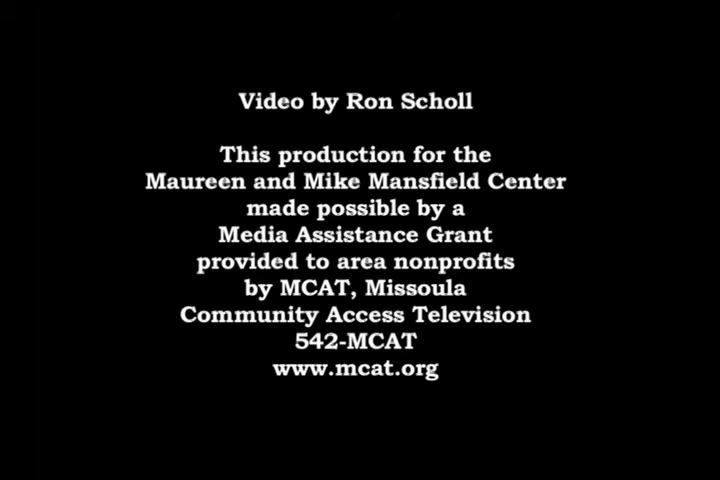 Video by Ron Scholl
This production for the
Maureen and Mike Mansfield Center
made possible by a
Media Assistance Grant
provided to area nonprofits
by MCAT, Missoula
Community Access Television
542-MCAT
www.mcat.org